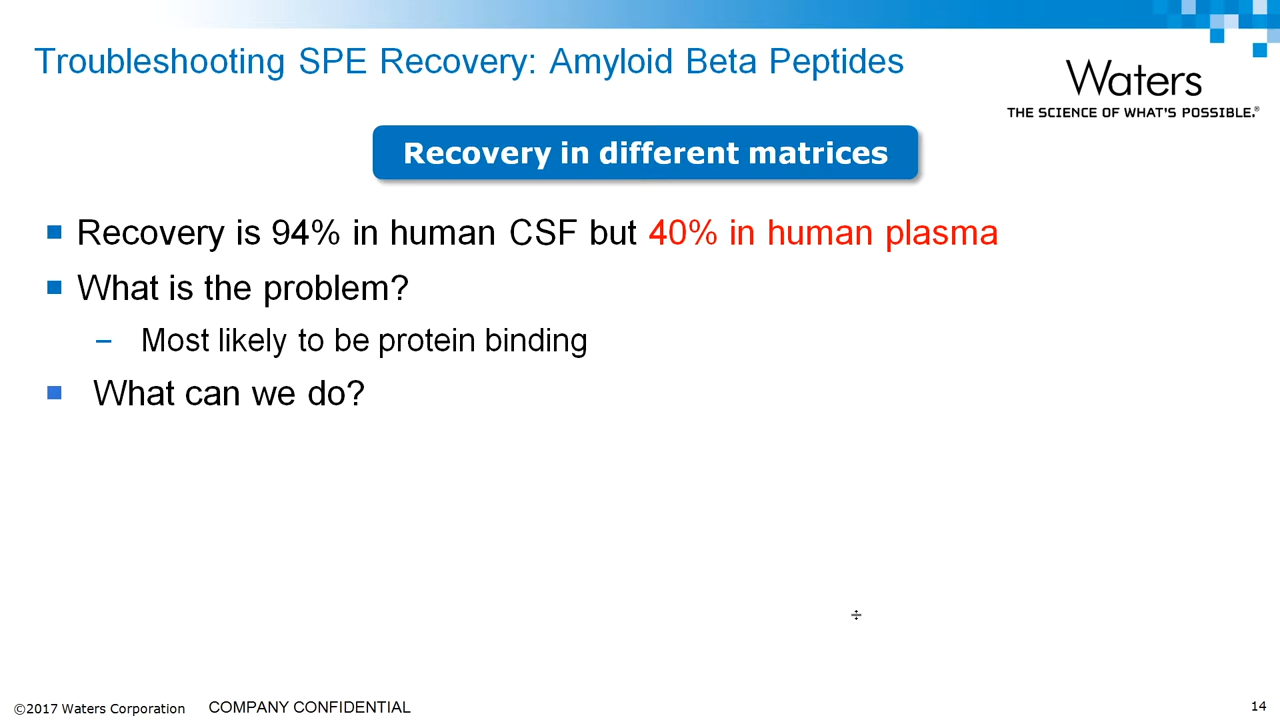 Troubleshooting SPE Recovery: Amyloid Beta Peptides
Waters
THE SCIENCE OF WHAT'S POSSIBLE.®
Recovery in different matrices
Recovery is 94% in human CSF but 40% in human plasma
What is the problem?
– Most likely to be protein binding
What can we do?
©2017 Waters Corporation COMPANY CONFIDENTIAL
14